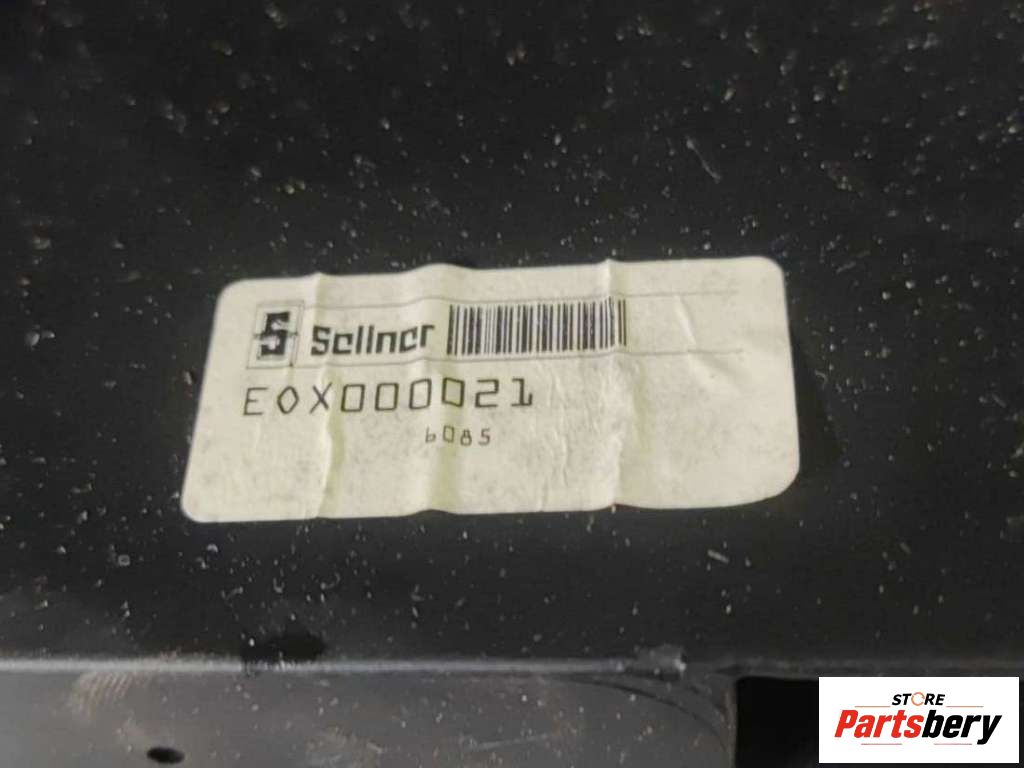 S Sellner
E0X000021
6085
STORE
Partsbery